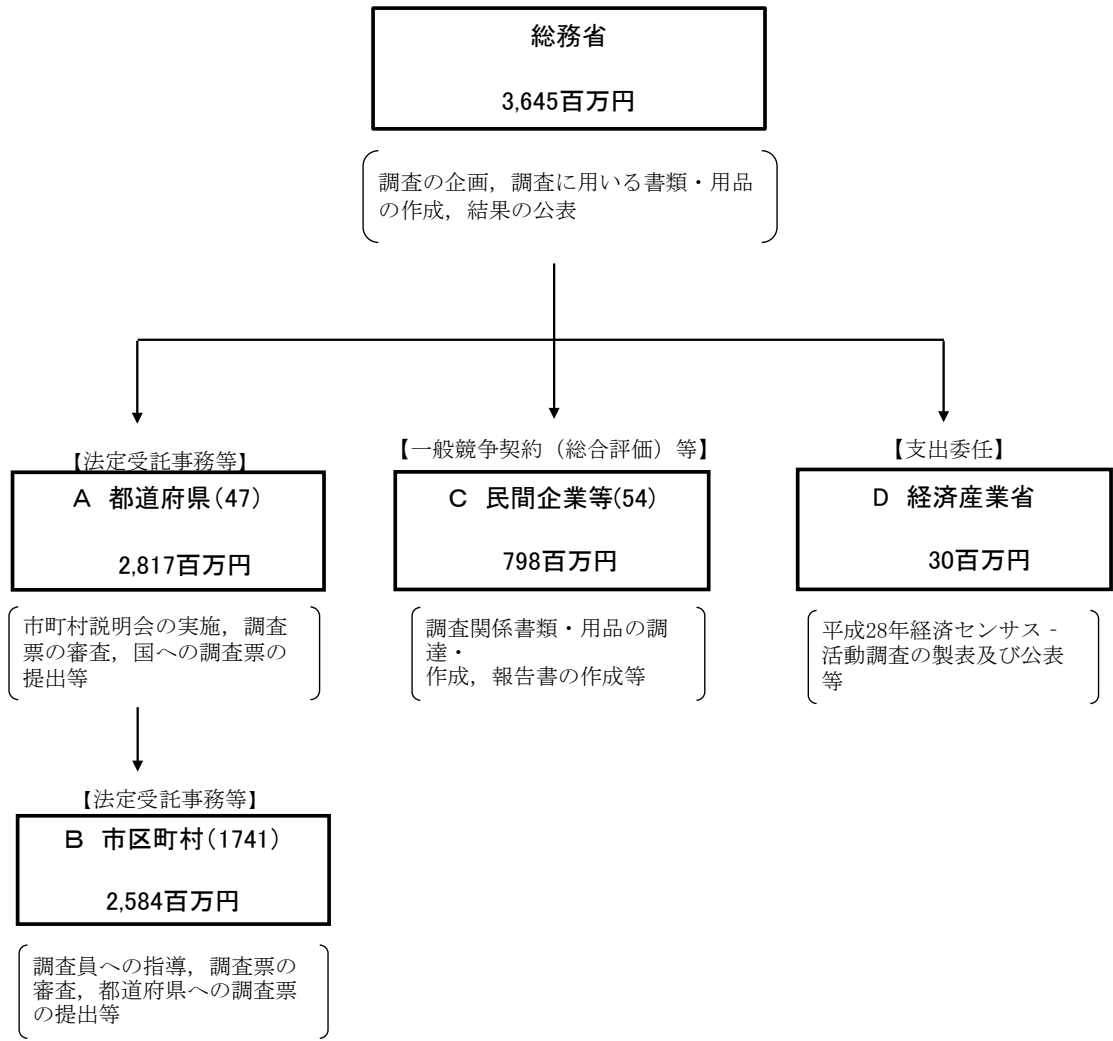 総務省
3,645百万円
調査の企画，調査に用いる書類・用品
の作成，結果の公表
【法定受託事務等】
A 都道府県(47)
2,817百万円
市町村説明会の実施，調査
票の審査，国への調査票の
提出等
【一般競争契約（総合評価）等】
C 民間企業等(54)
798百万円
調査関係書類・用品の調
達・
作成，報告書の作成等
【支出委任】
D 経済産業省
30百万円
平成28年経済センサス‐
活動調査の製表及び公表
等
【法定受託事務等】
B 市区町村(1741)
2,584百万円
調査員への指導，調査票の
審査，都道府県への調査票
の提出等